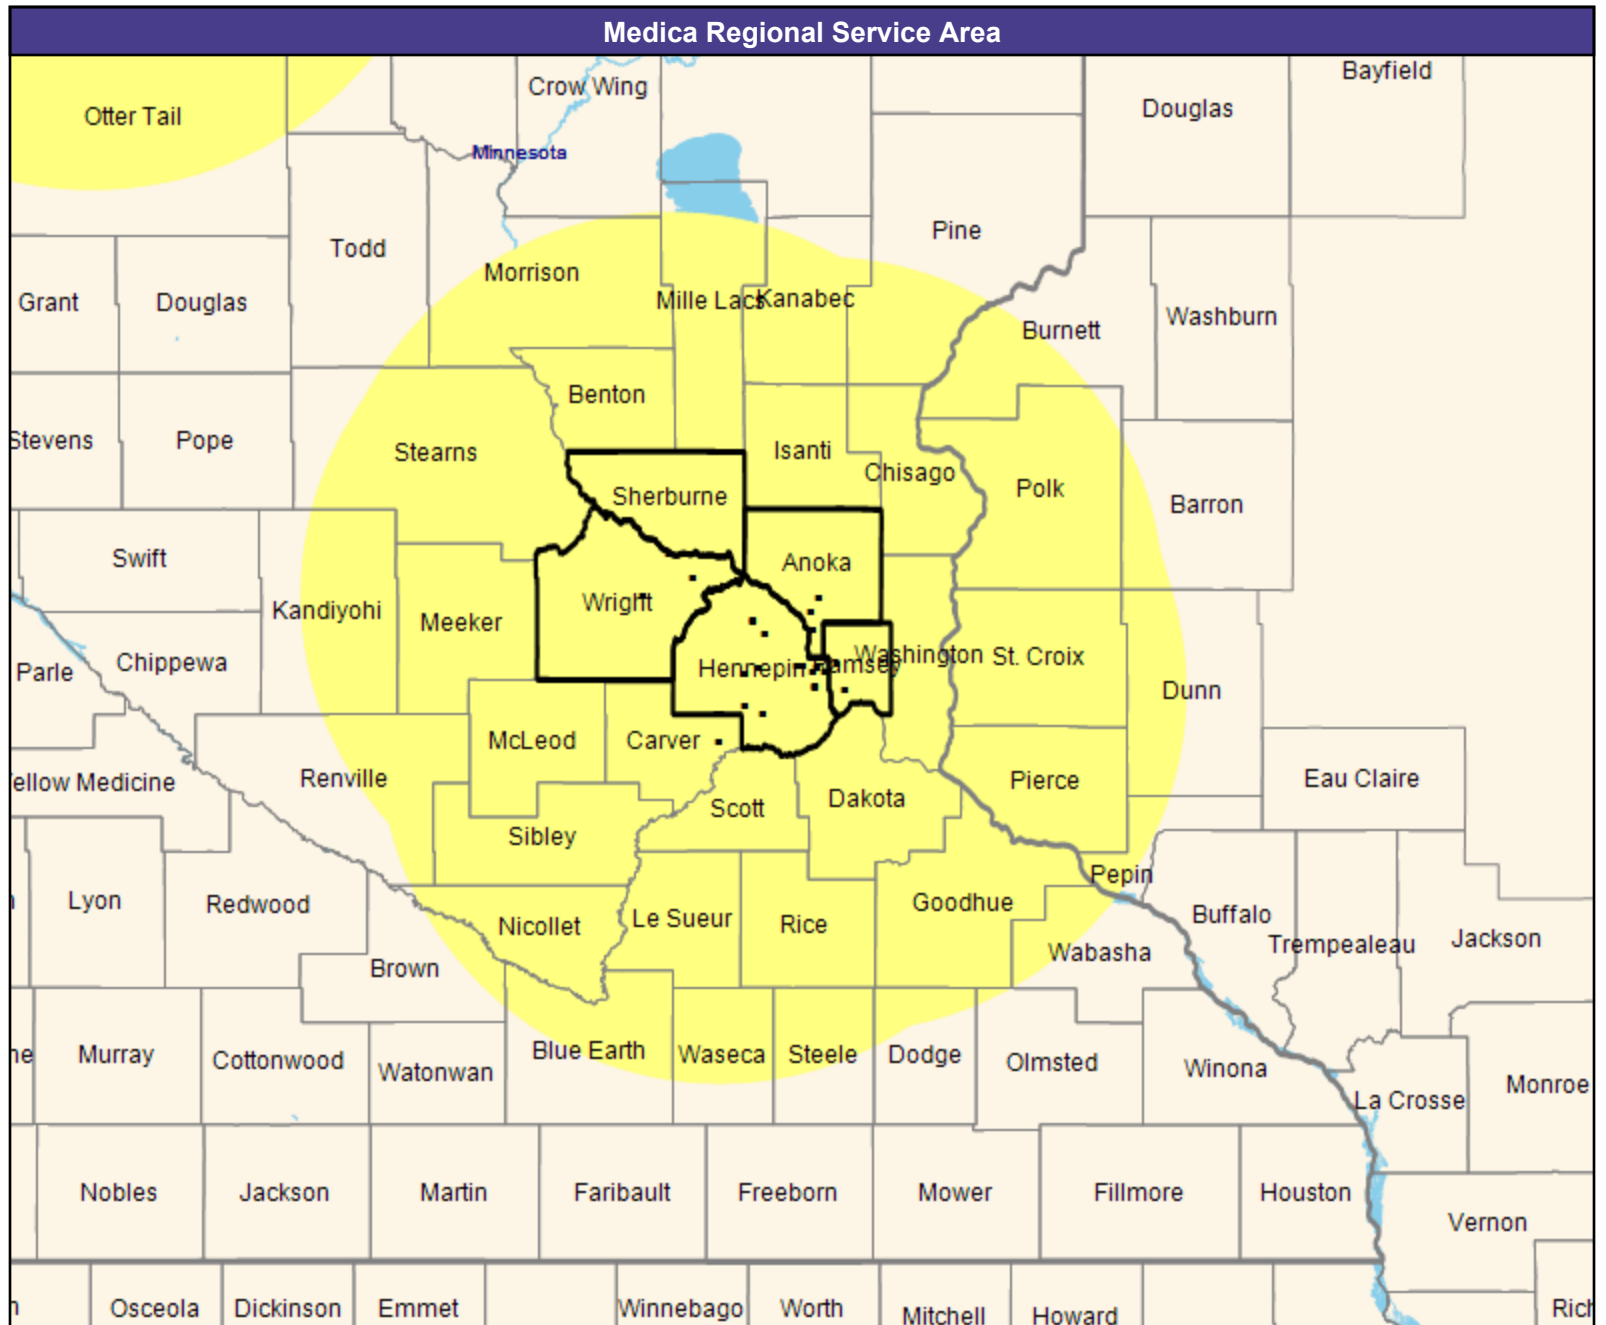 Medica Regional Service Area
Bayfield
Crow Wing
Douglas
Otter Tail
Minnesota
Pine
Todd
Morrison
Grant
Douglas
Mille Lacs
Kanabec
Washburn
Burnett
Benton
Stevens
Pope
Stearns
Isanti
Chisago
Polk
Sherburne
Barron
Swift
Anoka
Wright
Kandiyohi
Meeker
Washington
St. Croix
Parle
Chippewa
Hennepin
Ramsey
Dunn
McLeod
Carver
Renville
Pierce
Eau Claire
ellow Medicine
Scott
Dakota
Sibley
Pepin
Lyon
Redwood
Goodhue
Nicollet
Le Sueur
Rice
Buffalo
Trempealeau
Jackson
Wabasha
Brown
ne
Murray
Cottonwood
Watonwan
Blue Earth
Waseca
Steele
Dodge
Olmsted
Winona
La Crosse
Monroe
Nobles
Jackson
Martin
Faribault
Freeborn
Mower
Fillmore
Houston
Vernon
Osceola
Dickinson
Emmet
Winnebago
Worth
Mitchell
Howard
Rich